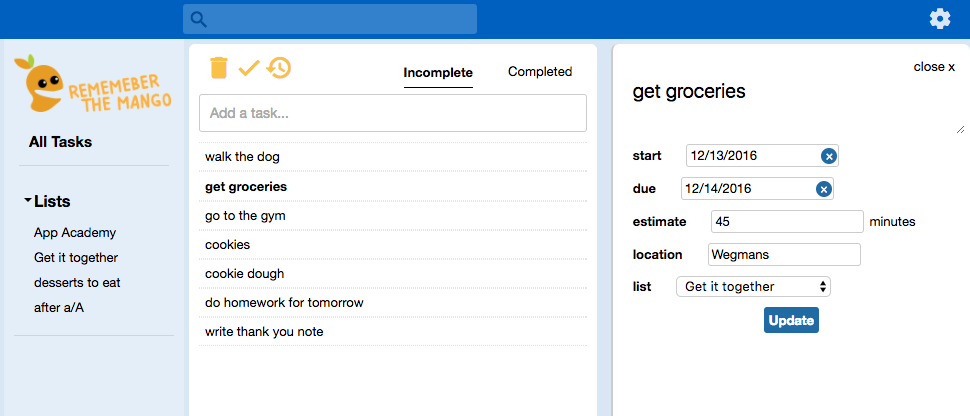 REMEMEBER
THE MANGO
All Tasks
Lists
App Academy
Get it together
desserts to eat
after a/A
Incomplete
Completed
Add a task...
walk the dog
get groceries
go to the gym
cookies
cookie dough
do homework for tomorrow
write thank you note
close x
get groceries
start 12/13/2016
due 12/14/2016
estimate 45 minutes
location Wegmans
list Get it together
Update